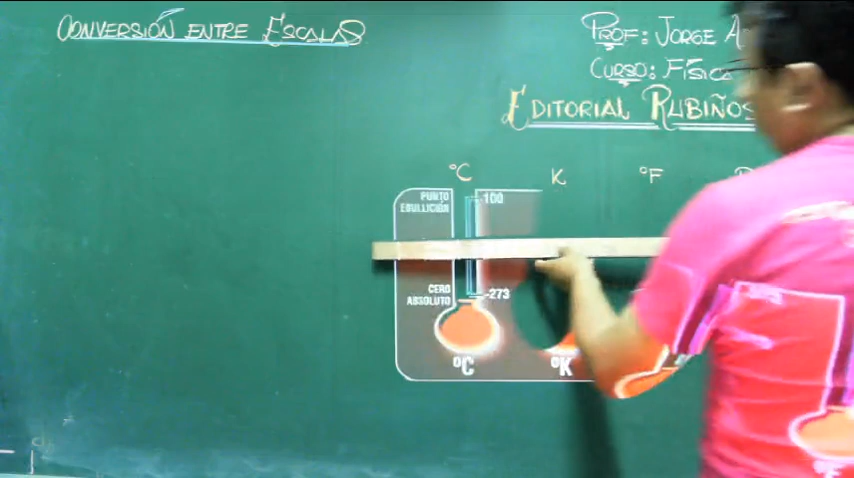 CONVERSIÓN ENTRE ESCALAS
PROF: JORGE
CURSO: FÍSICA
EDITORIAL RUBIÑOS
°C K °F
PUNTO
EBULLICIÓN
100
CERO
ABSOLUTO
-273
°C °K